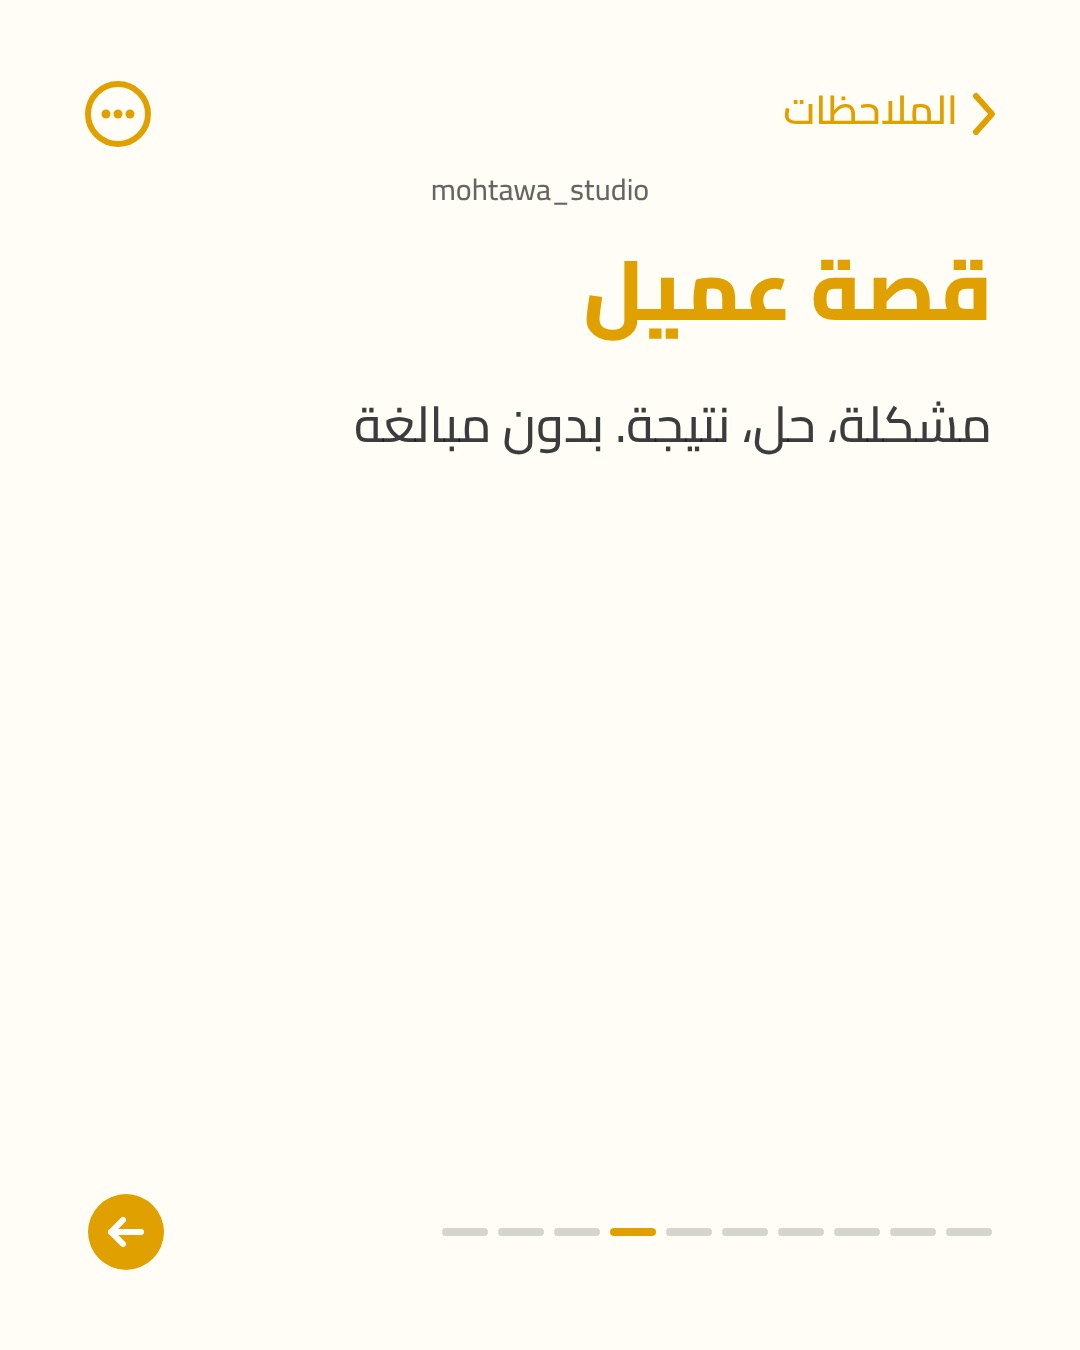 الملاحظات
mohtawa_studio
قصة عميل
مشكلة، حل، نتيجة. بدون مبالغة